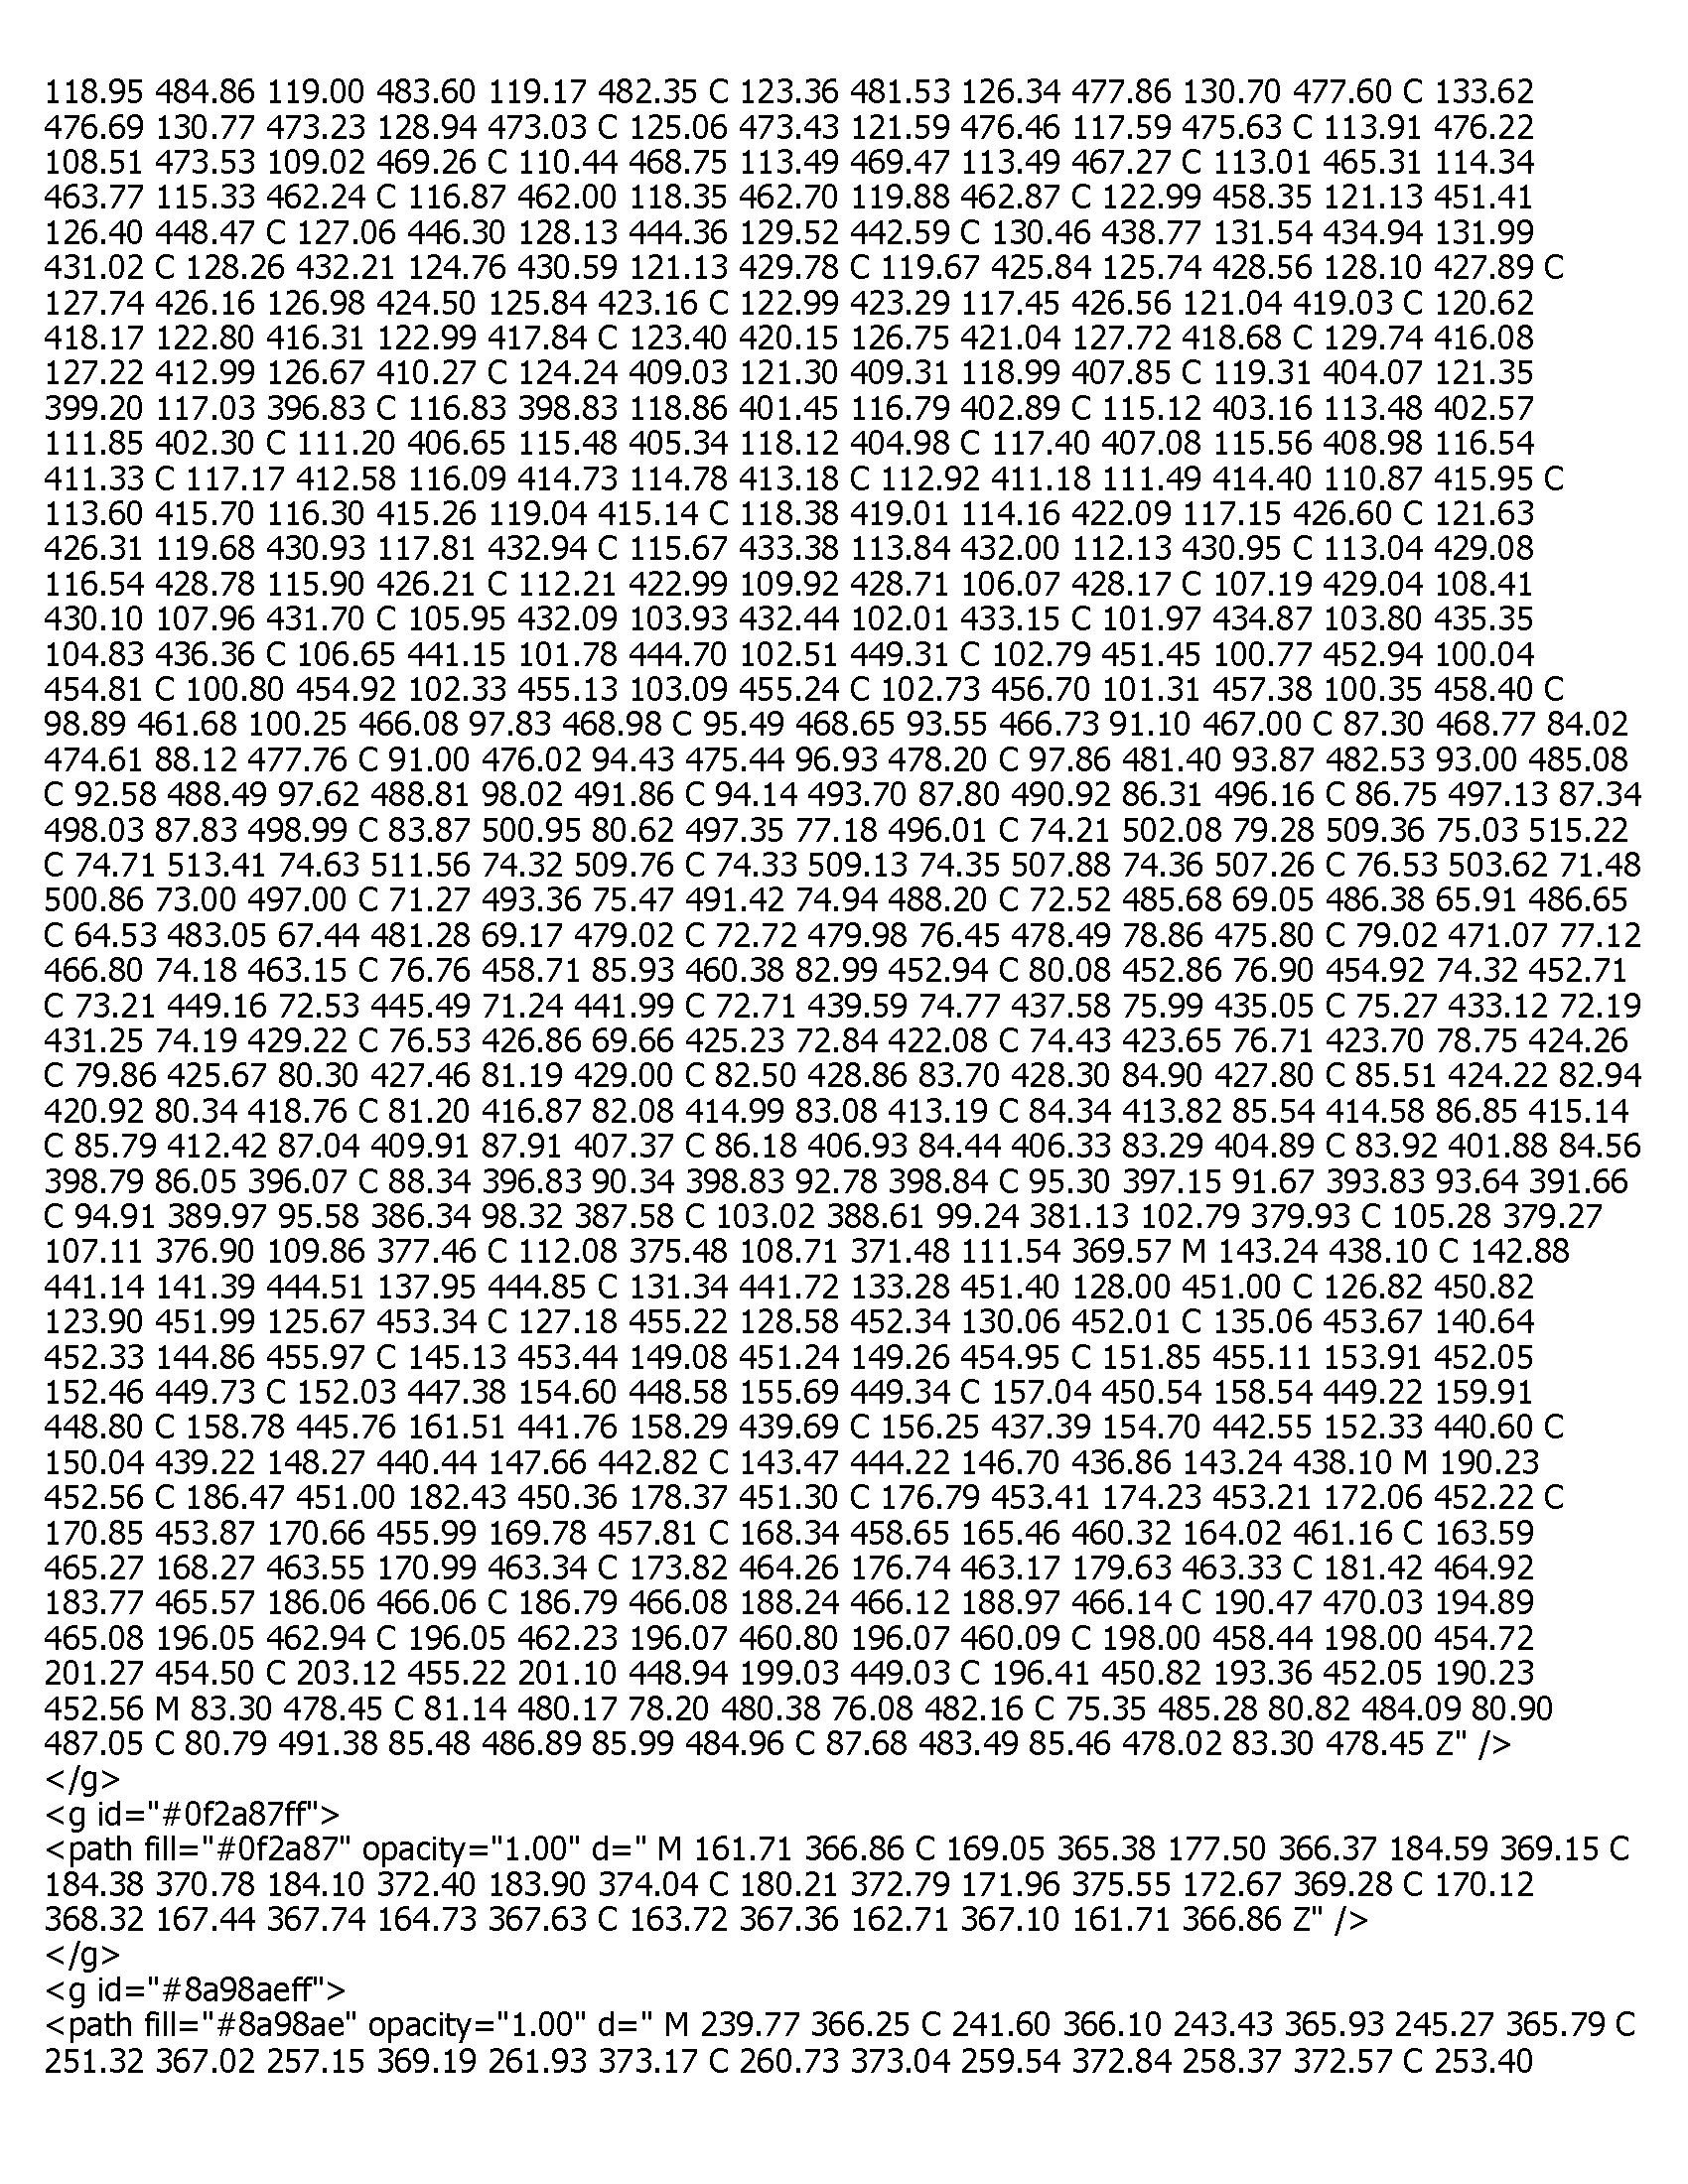 118.95 484.86 119.00 483.60 119.17 482.35 C 123.36 481.53 126.34 477.86 130.70 477.60 C 133.62
476.69 130.77 473.23 128.94 473.03 C 125.06 473.43 121.59 476.46 117.59 475.63 C 113.91 476.22
108.51 473.53 109.02 469.26 C 110.44 468.75 113.49 469.47 113.49 467.27 C 113.01 465.31 114.34
463.77 115.33 462.24 C 116.87 462.00 118.35 462.70 119.88 462.87 C 122.99 458.35 121.13 451.41
126.40 448.47 C 127.06 446.30 128.13 444.36 129.52 442.59 C 130.46 438.77 131.54 434.94 131.99
431.02 C 128.26 432.21 124.76 430.59 121.13 429.78 C 119.67 425.84 125.74 428.56 128.10 427.89 C
127.74 426.16 126.98 424.50 125.84 423.16 C 122.99 423.29 117.45 426.56 121.04 419.03 C 120.62
418.17 122.80 416.31 122.99 417.84 C 123.40 420.15 126.75 421.04 127.72 418.68 C 129.74 416.08
127.22 412.99 126.67 410.27 C 124.24 409.03 121.30 409.31 118.99 407.85 C 119.31 404.07 121.35
399.20 117.03 396.83 C 116.83 398.83 118.86 401.45 116.79 402.89 C 115.12 403.16 113.48 402.57
111.85 402.30 C 111.20 406.65 115.48 405.34 118.12 404.98 C 117.40 407.08 115.56 408.98 116.54
411.33 C 117.17 412.58 116.09 414.73 114.78 413.18 C 112.92 411.18 111.49 414.40 110.87 415.95 C
113.60 415.70 116.30 415.26 119.04 415.14 C 118.38 419.01 114.16 422.09 117.15 426.60 C 121.63
426.31 119.68 430.93 117.81 432.94 C 115.67 433.38 113.84 432.00 112.13 430.95 C 113.04 429.08
116.54 428.78 115.90 426.21 C 112.21 422.99 109.92 428.71 106.07 428.17 C 107.19 429.04 108.41
430.10 107.96 431.70 C 105.95 432.09 103.93 432.44 102.01 433.15 C 101.97 434.87 103.80 435.35
104.83 436.36 C 106.65 441.15 101.78 444.70 102.51 449.31 C 102.79 451.45 100.77 452.94 100.04
454.81 C 100.80 454.92 102.33 455.13 103.09 455.24 C 102.73 456.70 101.31 457.38 100.35 458.40 C
98.89 461.68 100.25 466.08 97.83 468.98 C 95.49 468.65 93.55 466.73 91.10 467.00 C 87.30 468.77 84.02
474.61 88.12 477.76 C 91.00 476.02 94.43 475.44 96.93 478.20 C 97.86 481.40 93.87 482.53 93.00 485.08
C 92.58 488.49 97.62 488.81 98.02 491.86 C 94.14 493.70 87.80 490.92 86.31 496.16 C 86.75 497.13 87.34
498.03 87.83 498.99 C 83.87 500.95 80.62 497.35 77.18 496.01 C 74.21 502.08 79.28 509.36 75.03 515.22
C 74.71 513.41 74.63 511.56 74.32 509.76 C 74.33 509.13 74.35 507.88 74.36 507.26 C 76.53 503.62 71.48
500.86 73.00 497.00 C 71.27 493.36 75.47 491.42 74.94 488.20 C 72.52 485.68 69.05 486.38 65.91 486.65
C 64.53 483.05 67.44 481.28 69.17 479.02 C 72.72 479.98 76.45 478.49 78.86 475.80 C 79.02 471.07 77.12
466.80 74.18 463.15 C 76.76 458.71 85.93 460.38 82.99 452.94 C 80.08 452.86 76.90 454.92 74.32 452.71
C 73.21 449.16 72.53 445.49 71.24 441.99 C 72.71 439.59 74.77 437.58 75.99 435.05 C 75.27 433.12 72.19
431.25 74.19 429.22 C 76.53 426.86 69.66 425.23 72.84 422.08 C 74.43 423.65 76.71 423.70 78.75 424.26
C 79.86 425.67 80.30 427.46 81.19 429.00 C 82.50 428.86 83.70 428.30 84.90 427.80 C 85.51 424.22 82.94
420.92 80.34 418.76 C 81.20 416.87 82.08 414.99 83.08 413.19 C 84.34 413.82 85.54 414.58 86.85 415.14
C 85.79 412.42 87.04 409.91 87.91 407.37 C 86.18 406.93 84.44 406.33 83.29 404.89 C 83.92 401.88 84.56
398.79 86.05 396.07 C 88.34 396.83 90.34 398.83 92.78 398.84 C 95.30 397.15 91.67 393.83 93.64 391.66
C 94.91 389.97 95.58 386.34 98.32 387.58 C 103.02 388.61 99.24 381.13 102.79 379.93 C 105.28 379.27
107.11 376.90 109.86 377.46 C 112.08 375.48 108.71 371.48 111.54 369.57 M 143.24 438.10 C 142.88
441.14 141.39 444.51 137.95 444.85 C 131.34 441.72 133.28 451.40 128.00 451.00 C 126.82 450.82
123.90 451.99 125.67 453.34 C 127.18 455.22 128.58 452.34 130.06 452.01 C 135.06 453.67 140.64
452.33 144.86 455.97 C 145.13 453.44 149.08 451.24 149.26 454.95 C 151.85 455.11 153.91 452.05
152.46 449.73 C 152.03 447.38 154.60 448.58 155.69 449.34 C 157.04 450.54 158.54 449.22 159.91
448.80 C 158.78 445.76 161.51 441.76 158.29 439.69 C 156.25 437.39 154.70 442.55 152.33 440.60 C
150.04 439.22 148.27 440.44 147.66 442.82 C 143.47 444.22 146.70 436.86 143.24 438.10 M 190.23
452.56 C 186.47 451.00 182.43 450.36 178.37 451.30 C 176.79 453.41 174.23 453.21 172.06 452.22 C
170.85 453.87 170.66 455.99 169.78 457.81 C 168.34 458.65 165.46 460.32 164.02 461.16 C 163.59
465.27 168.27 463.55 170.99 463.34 C 173.82 464.26 176.74 463.17 179.63 463.33 C 181.42 464.92
183.77 465.57 186.06 466.06 C 186.79 466.08 188.24 466.12 188.97 466.14 C 190.47 470.03 194.89
465.08 196.05 462.94 C 196.05 462.23 196.07 460.80 196.07 460.09 C 198.00 458.44 198.00 454.72
201.27 454.50 C 203.12 455.22 201.10 448.94 199.03 449.03 C 196.41 450.82 193.36 452.05 190.23
452.56 M 83.30 478.45 C 81.14 480.17 78.20 480.38 76.08 482.16 C 75.35 485.28 80.82 484.09 80.90
487.05 C 80.79 491.38 85.48 486.89 85.99 484.96 C 87.68 483.49 85.46 478.02 83.30 478.45 Z" />
</g>
<g id="#0f2a87ff">
<path fill="#0f2a87" opacity="1.00" d=" M 161.71 366.86 C 169.05 365.38 177.50 366.37 184.59 369.15 C
184.38 370.78 184.10 372.40 183.90 374.04 C 180.21 372.79 171.96 375.55 172.67 369.28 C 170.12
368.32 167.44 367.74 164.73 367.63 C 163.72 367.36 162.71 367.10 161.71 366.86 Z" />
</g>
<g id="#8a98aeff">
<path fill="#8a98ae" opacity="1.00" d=" M 239.77 366.25 C 241.60 366.10 243.43 365.93 245.27 365.79 C
251.32 367.02 257.15 369.19 261.93 373.17 C 260.73 373.04 259.54 372.84 258.37 372.57 C 253.40